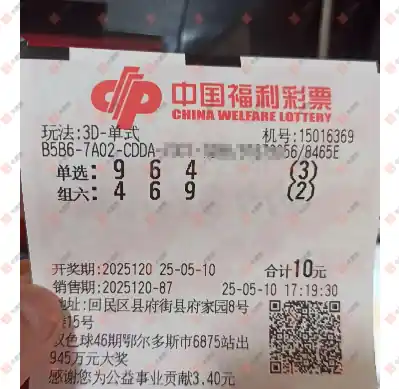 中国福利彩票
CHINA WELFARE LOTTERY
玩法:3D-单式 机号:15016369
B5B6-7A02-CDDA- 56/8465E
单选: 9 6 4 (3)
组六: 4 6 9 (2)
开奖期:2025120 25-05-10 合计10元
销售期:2025120-87 25-05-10 17:19:30
地址:回民区县府街县府家园8号
15号
双色球46期鄂尔多斯市6875站出
945万元大奖
感谢您为公益事业贡献3.40元